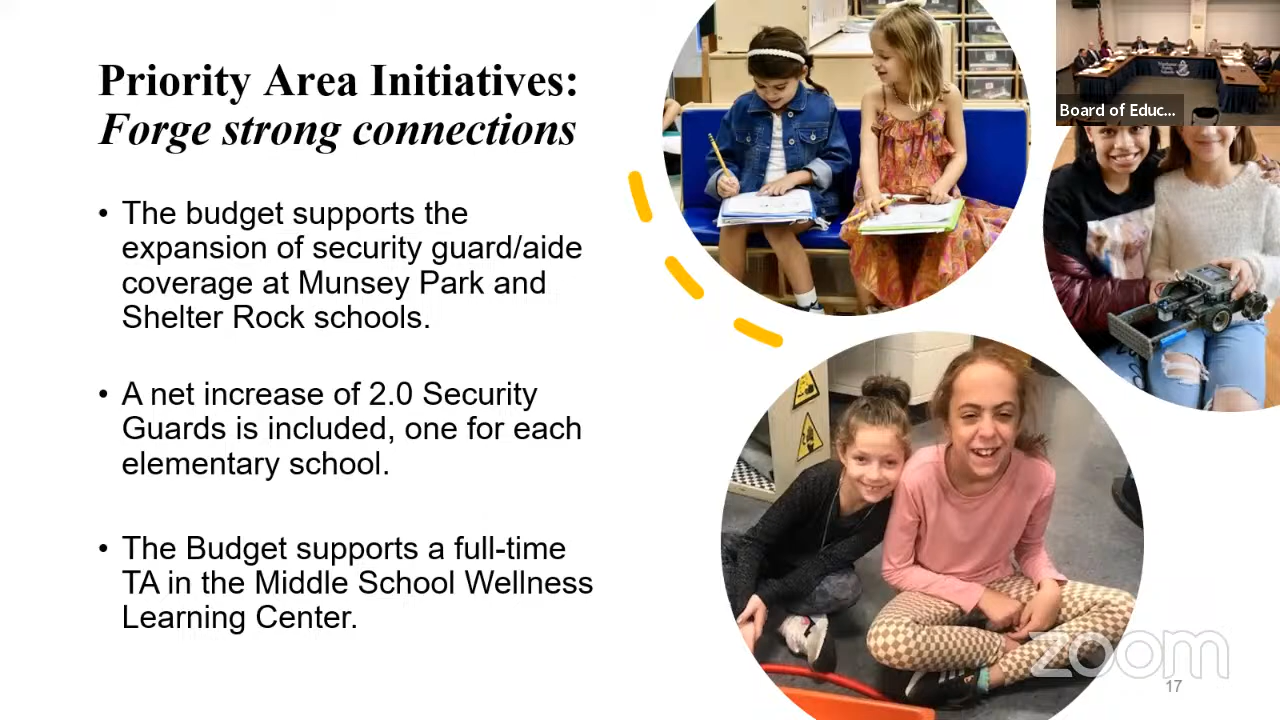 Priority Area Initiatives:
Forge strong connections
• The budget supports the
expansion of security guard/aide
coverage at Munsey Park and
Shelter Rock schools.
• A net increase of 2.0 Security
Guards is included, one for each
elementary school.
• The Budget supports a full-time
TA in the Middle School Wellness
Learning Center.
Board of Educ...
zoom
17